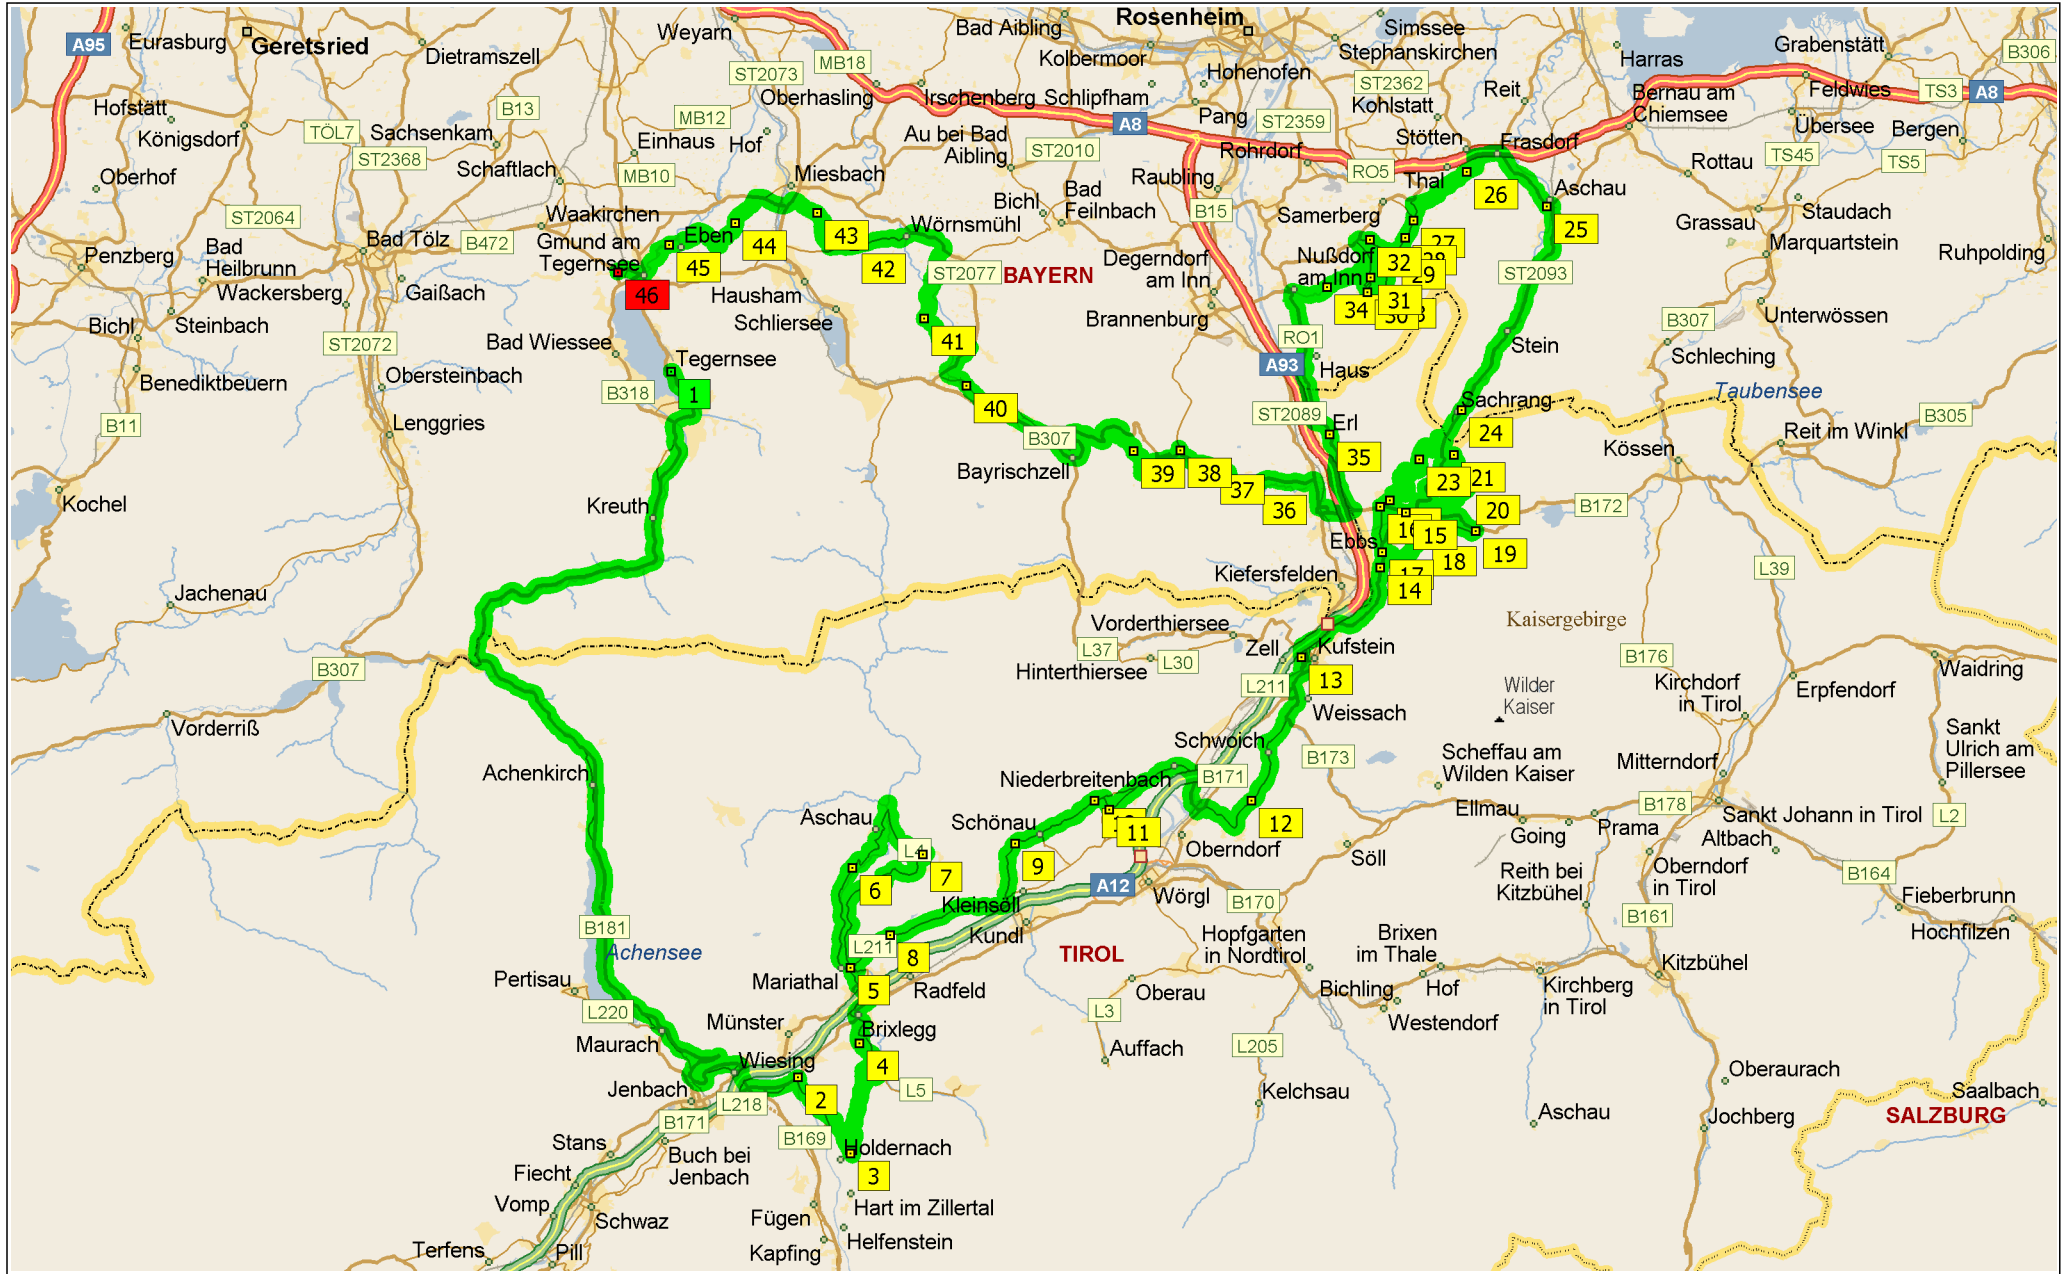 A95
Eurasburg
Geretsried
Dietramszell
Weyarn
Bad Aibling
Rosenheim
Simssee
Stephanskirchen
Harras
Grabenstätt
B306
MB18
ST2073
Kolbermoor
Hohenofen
ST2362
Reit
Feldwies
TS3
A8
Hofstätt
B13
Oberhasling
Irschenberg
Schlipfham
Kohlstatt
Bernau am
Chiemsee
Königsdorf
TÖL7
Sachsenkam
MB12
A8
Pang
ST2359
Stötten
Frasdorf
Übersee
Bergen
ST2368
Einhaus
Hof
Au bei Bad
Aibling
ST2010
Rohrdorf
TS45
TS5
Oberhof
Schaftlach
MB10
Miesbach
Raubling
RO5
Thal
Rottau
26
Aschau
ST2064
Waakirchen
Bichl
Bad
Feilnbach
B15
Samerberg
Grassau
Staudach
Bad Tölz
B472
Gmund am
Tegernsee
Eben
44
43
Wörnsmühl
25
Marquartstein
Penzberg
Bad
Heilbrunn
45
42
ST2077
BAYERN
Degerndorf
am Inn
Nußdorf
am Inn
32
27
29
ST2093
Ruhpolding
Wackersberg
Gaißach
46
Hausham
34
31
Bichl
Steinbach
Schliersee
Brannenburg
Unterwössen
B307
ST2072
Bad Wiessee
41
RO1
Stein
Schleching
Benediktbeuern
Obersteinbach
Tegernsee
A93
Haus
Taubensee
B318
1
40
Sachrang
B11
Lenggries
ST2089
Erl
24
B305
B307
Reit im Winkl
Bayrischzell
35
Kössen
39
38
37
23
21
Kochel
Kreuth
36
20
B172
15
Ebbs
18
19
L39
Kiefersfelden
14
Jachenau
Kaisergebirge
Vorderthiersee
Zell
Kufstein
L37
L30
Hinterthiersee
B176
Waidring
B307
L211
13
Wilder
Kaiser
Kirchdorf
in Tirol
Erpfendorf
Vorderriß
Weissach
Schwoich
Sankt
Ulrich am
Pillersee
Achenkirch
Niederbreitenbach
B171
B173
Scheffau am
Wilden Kaiser
Mitterndorf
Aschau
Schönau
11
12
Ellmau
B178
Sankt Johann in Tirol
L2
Going
Prama
Altbach
L4
7
9
Oberndorf
Söll
Oberndorf
in Tirol
6
A12
Reith bei
Kitzbühel
B164
Fieberbrunn
Kleinsöll
Wörgl
B170
B161
Hochfilzen
B181
Kundl
Achensee
L211
8
TIROL
Hopfgarten
in Nordtirol
Brixen
im Thale
Kitzbühel
Pertisau
Mariathal
5
Radfeld
Oberau
Bichling
Hof
Kirchberg
in Tirol
L220
Münster
Brixlegg
L3
Westendorf
Maurach
Wiesing
4
Auffach
L205
Oberaurach
Jenbach
2
L5
Kelchsau
Saalbach
L218
B171
B169
Aschau
Jochberg
SALZBURG
Stans
Buch bei
Jenbach
Holdernach
Fiecht
3
Vomp
Schwaz
Fügen
Hart im Zillertal
Terfens
Pill
Kapfing
Helfenstein